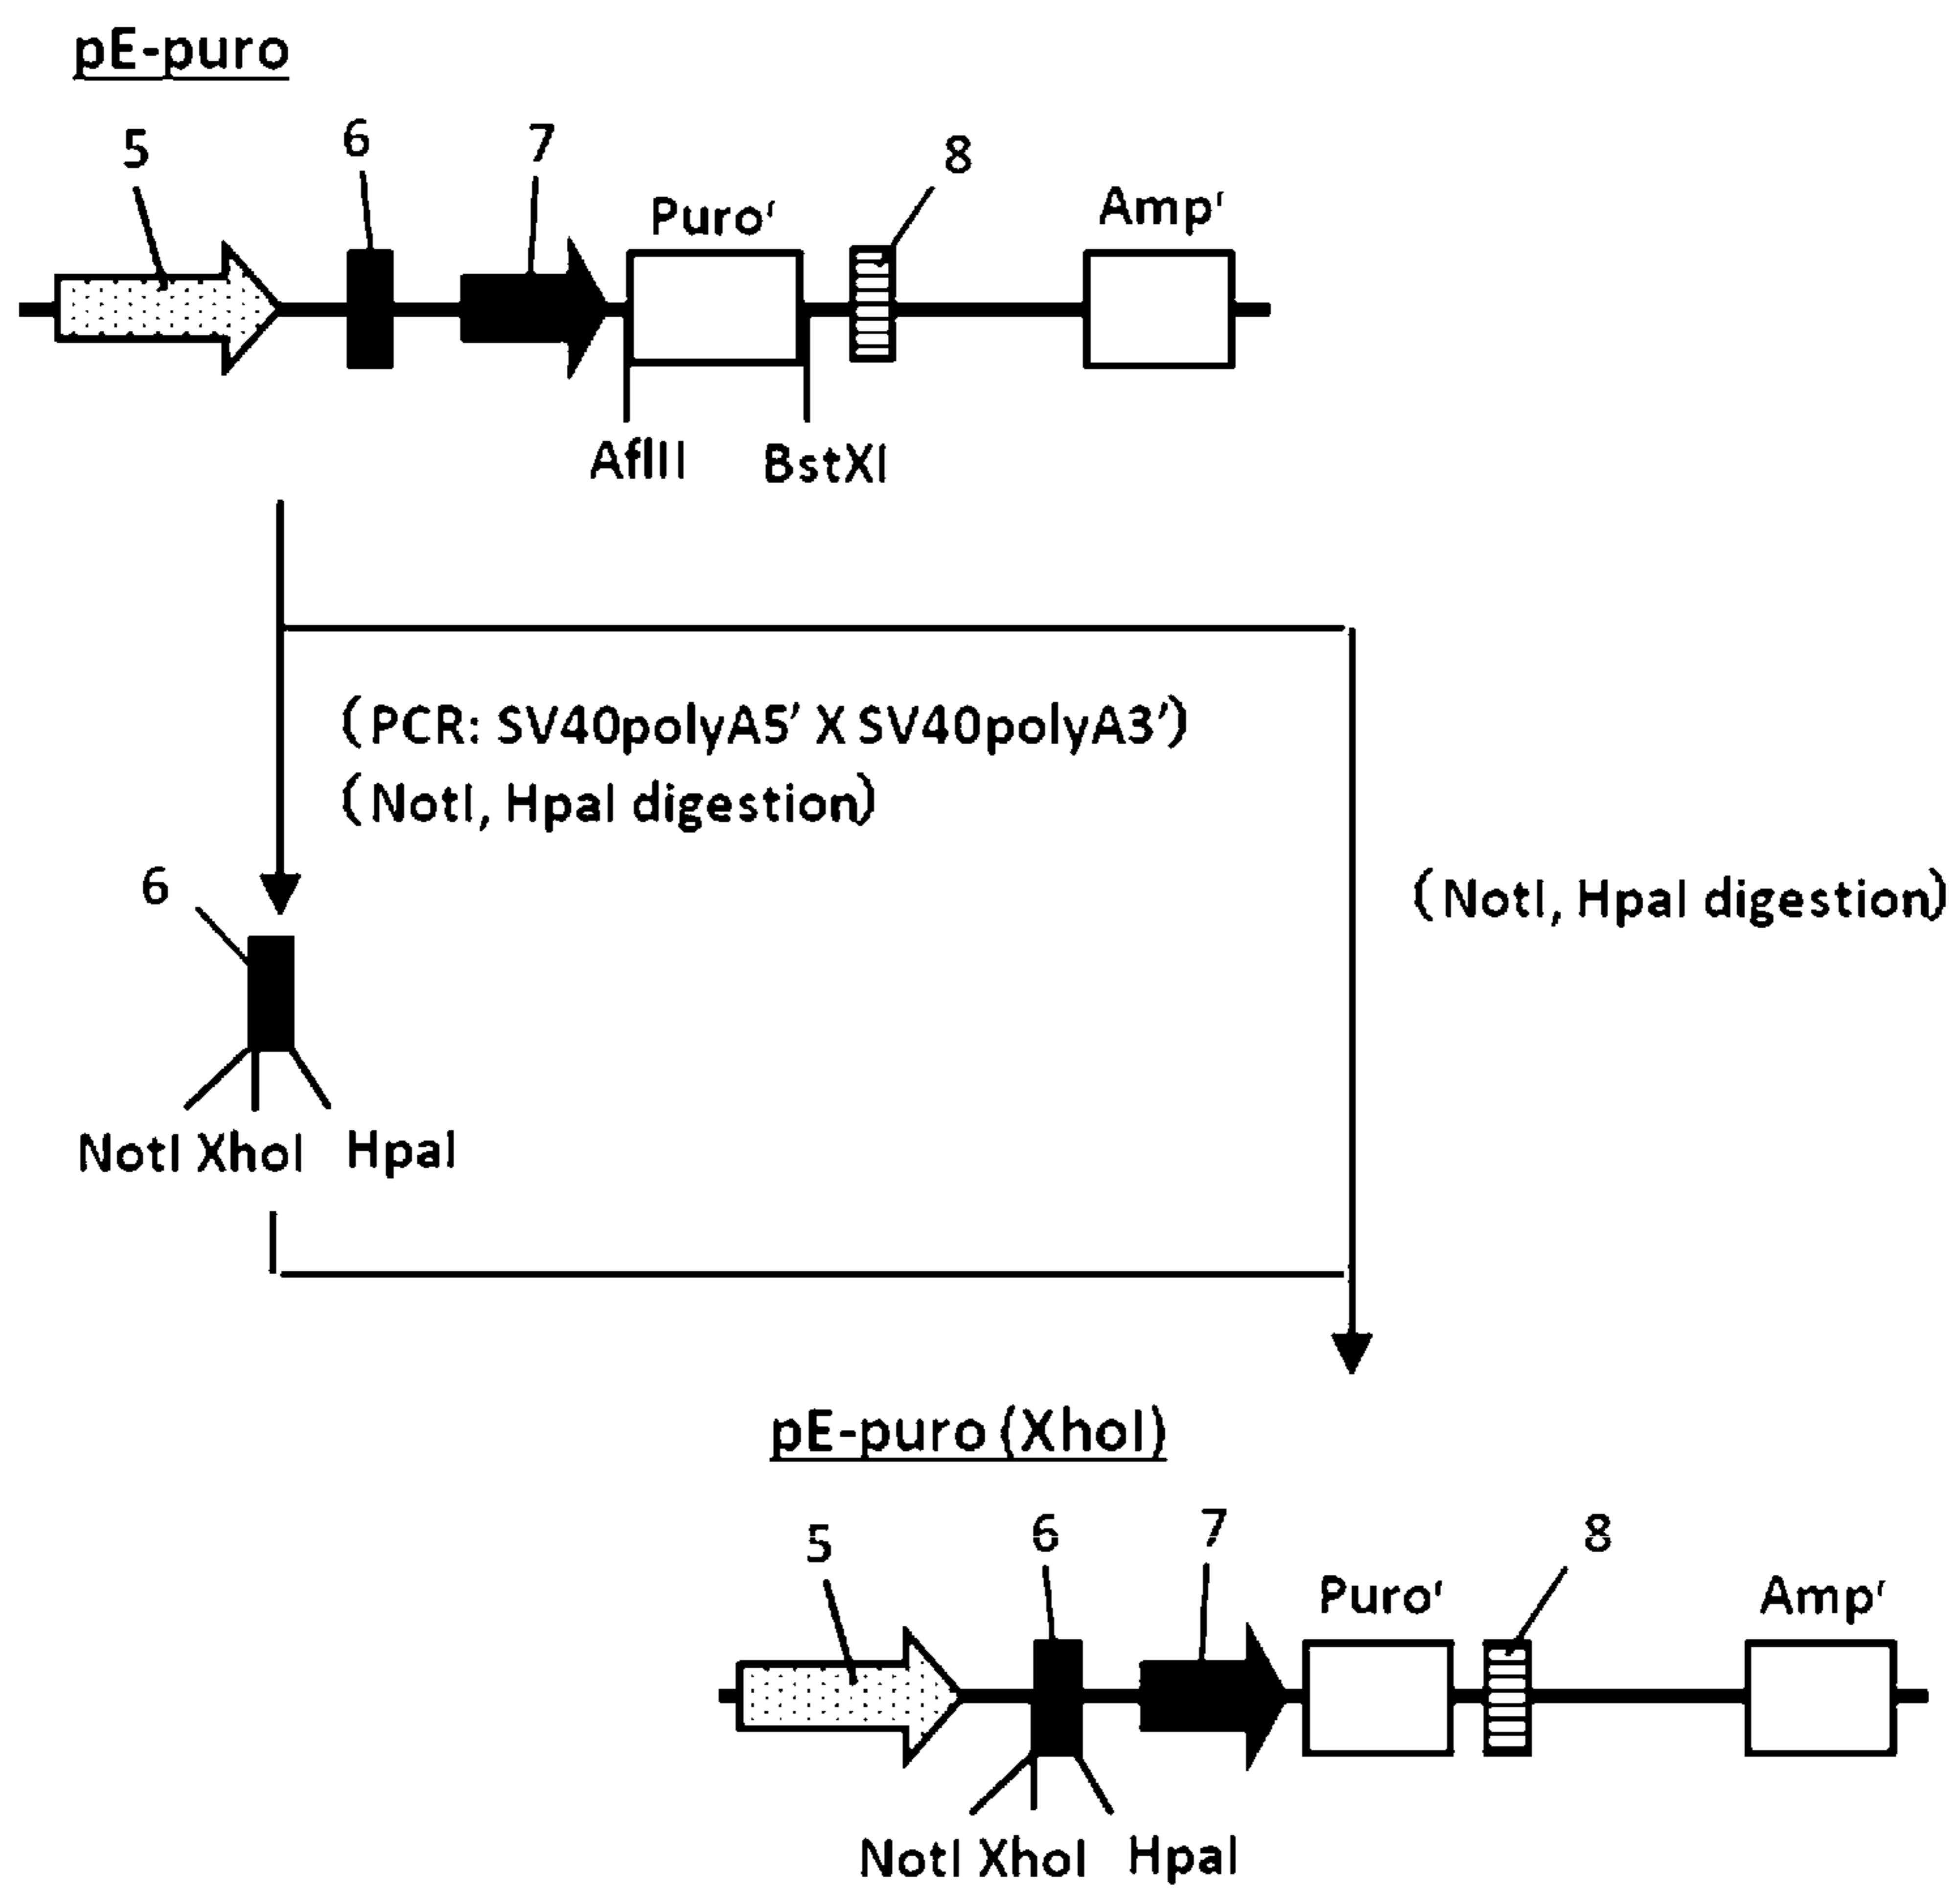 pE-puro
5 6 7 8
Puroʳ Ampʳ
AflII BstXI
(PCR: SV40polyA5' X SV40polyA3')
(NotI, HpaI digestion)
6
(NotI, HpaI digestion)
NotI XhoI HpaI
pE-puro (XhoI)
5 6 7 8
Puroʳ Ampʳ
NotI XhoI HpaI